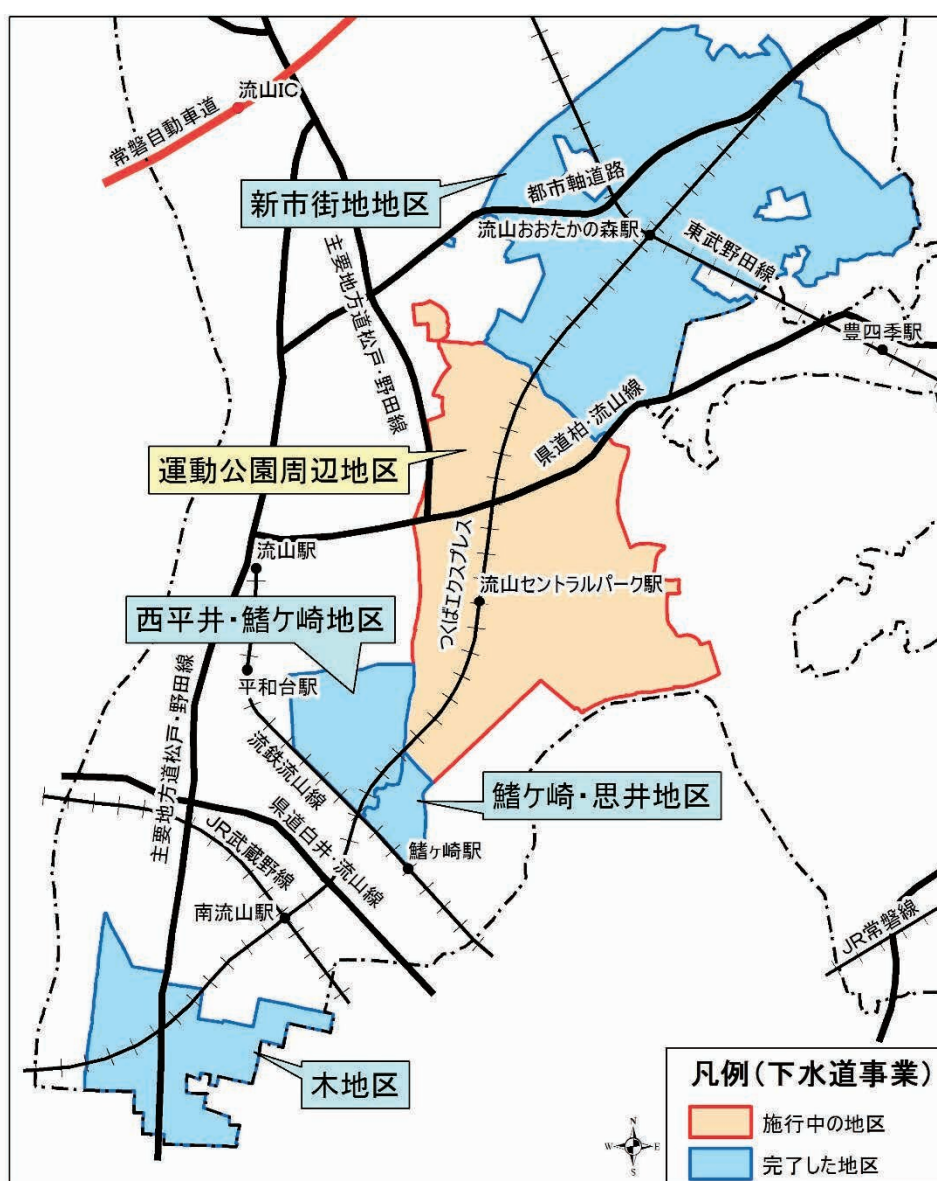 流山IC
常磐自動車道
新市街地地区
都市軸道路
流山おおたかの森駅
東武野田線
主要地方道松戸・野田線
豊四季駅
県道柏・流山線
運動公園周辺地区
流山駅
つくばエクスプレス
流山セントラルパーク駅
西平井・鰭ケ崎地区
平和台駅
主要地方道松戸・野田線
流鉄流山線
鰭ケ崎・思井地区
県道白井・流山線
JR武蔵野線
鰭ヶ崎駅
南流山駅
JR常磐線
木地区
凡例(下水道事業)
施行中の地区
完了した地区
N
W
E
S